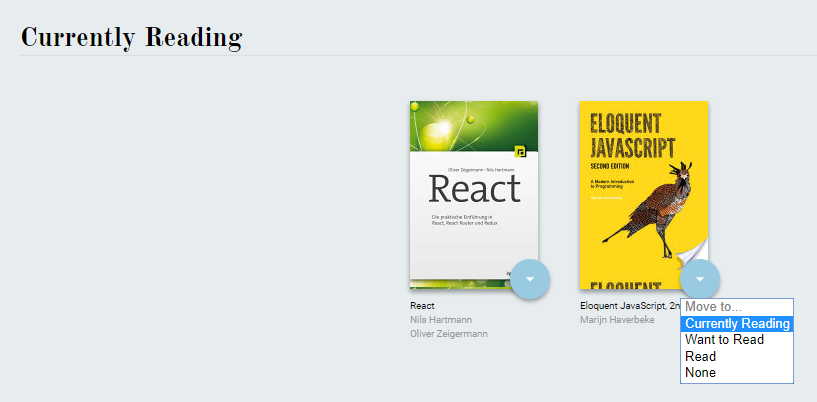 Currently Reading
Oliver Zeigermann · Nils Hartmann
React
Die praktische Einführung in
React, React Router und Redux
ELOQUENT
JAVASCRIPT
SECOND EDITION
A Modern Introduction
to Programming
ELOQUENT
React
Nils Hartmann
Oliver Zeigermann
Eloquent JavaScript, 2n
Marijn Haverbeke
Move to...
Currently Reading
Want to Read
Read
None